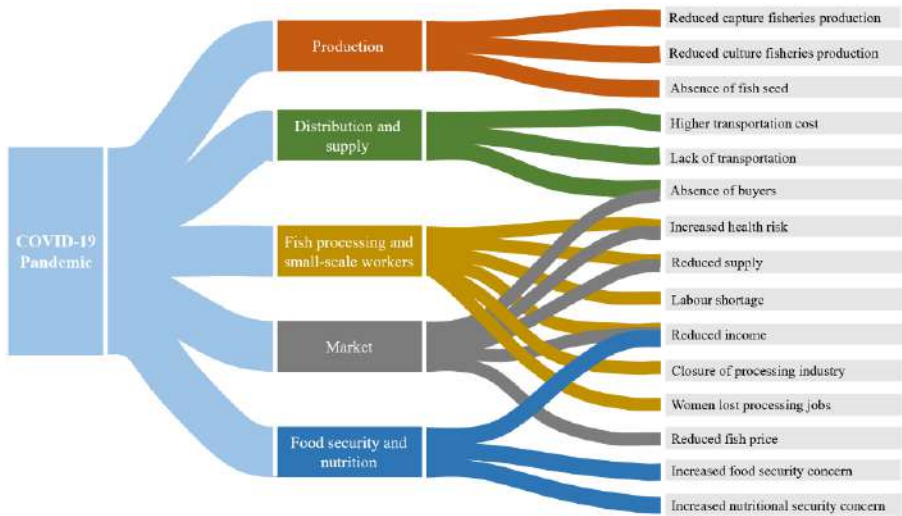 COVID-19
Pandemic
Production
Distribution and
supply
Fish processing and
small-scale workers
Market
Food security and
nutrition
Reduced capture fisheries production
Reduced culture fisheries production
Absence of fish seed
Higher transportation cost
Lack of transportation
Absence of buyers
Increased health risk
Reduced supply
Labour shortage
Reduced income
Closure of processing industry
Women lost processing jobs
Reduced fish price
Increased food security concern
Increased nutritional security concern